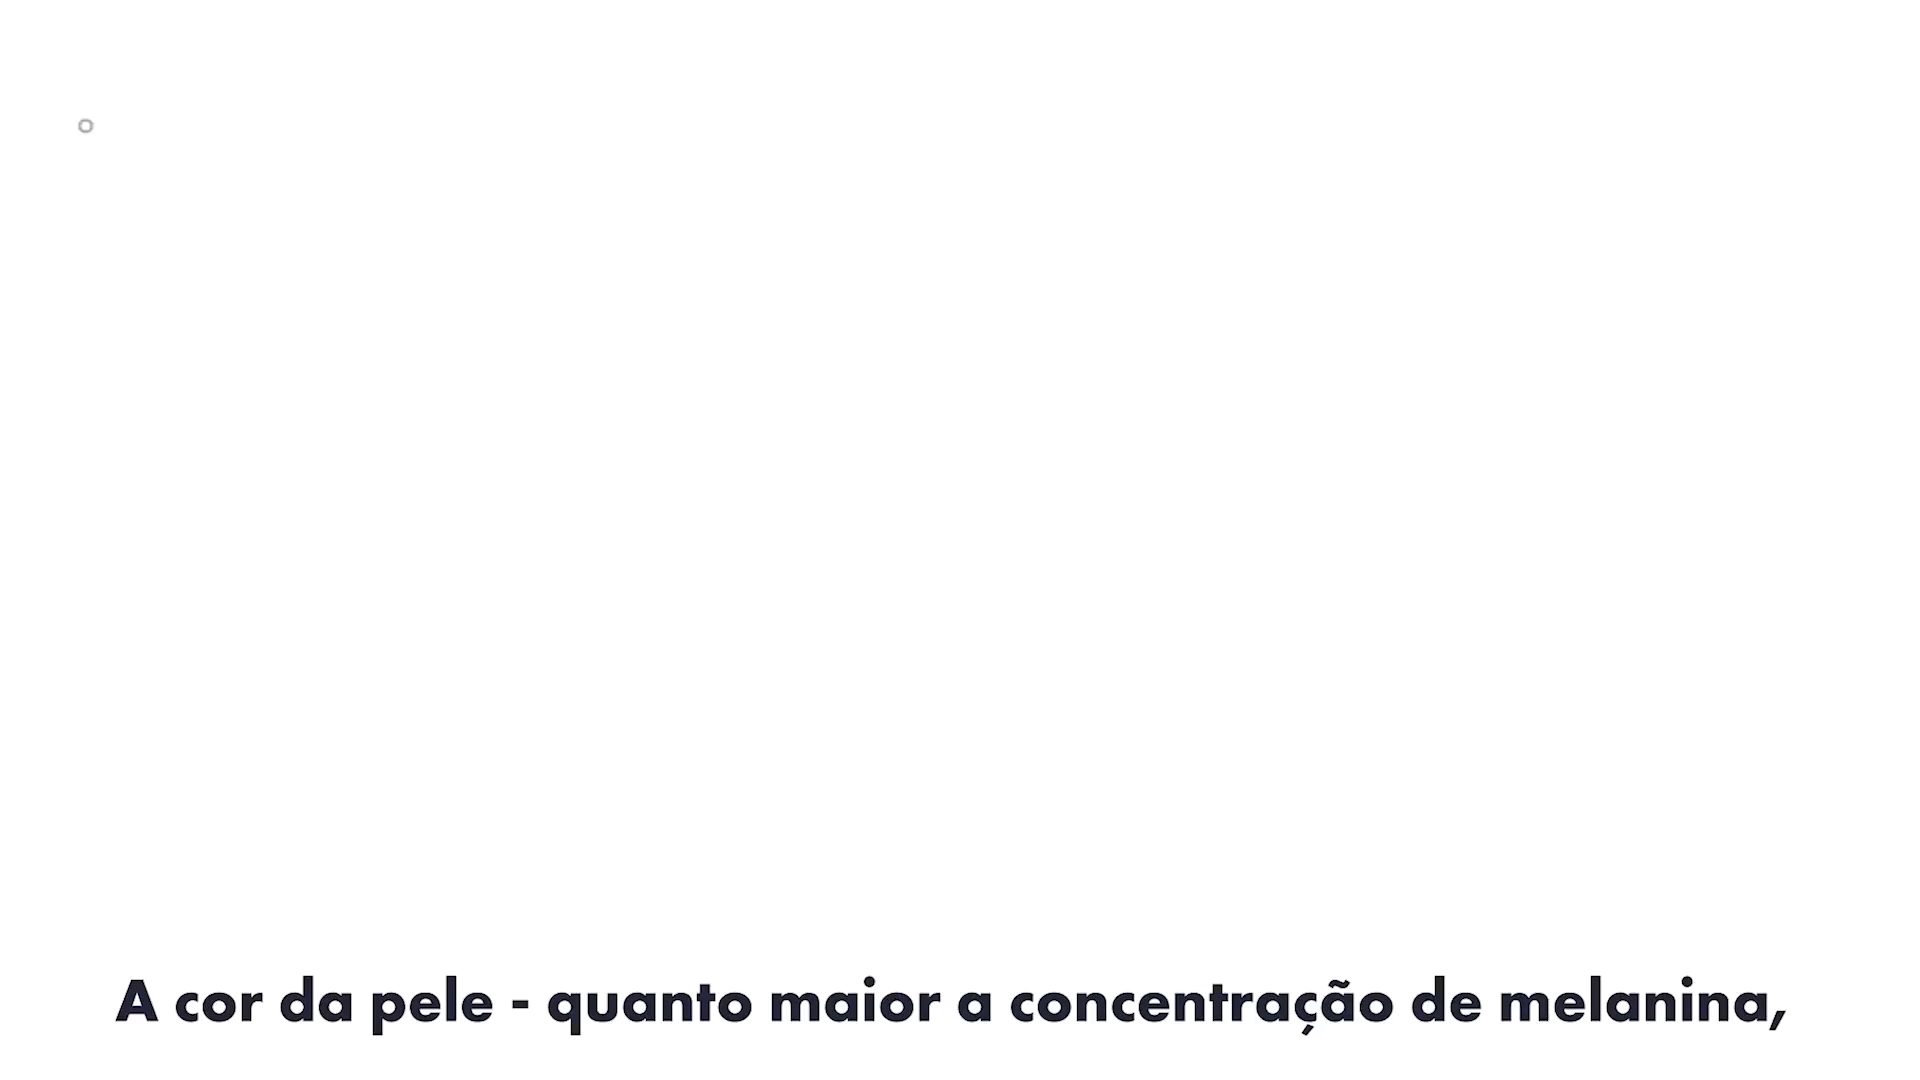 A cor da pele - quanto maior a concentração de melanina,